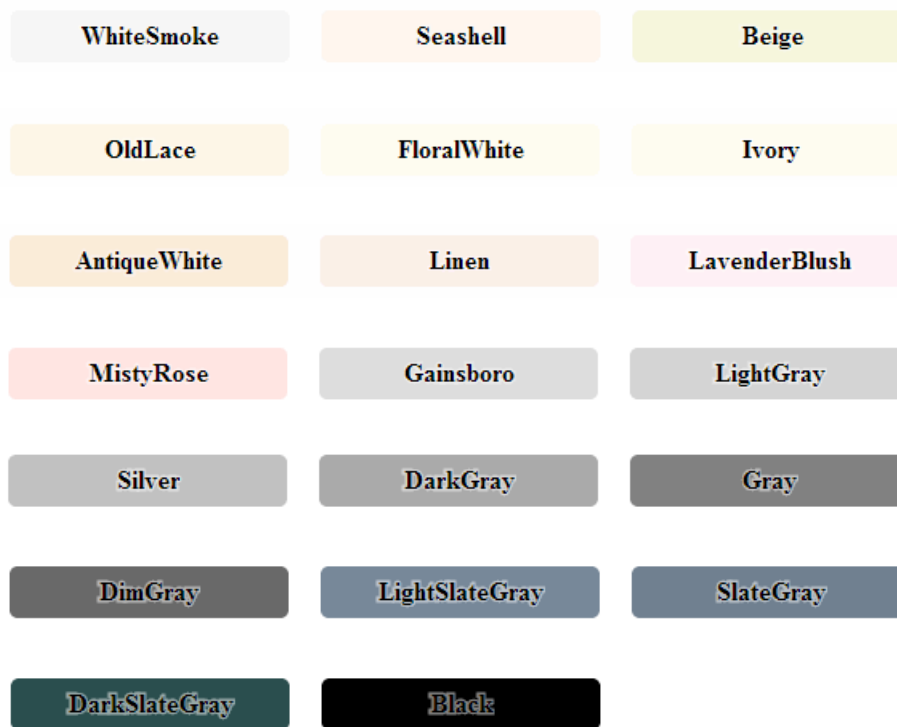 WhiteSmoke Seashell Beige
OldLace FloralWhite Ivory
AntiqueWhite Linen LavenderBlush
MistyRose Gainsboro LightGray
Silver DarkGray Gray
DimGray LightSlateGray SlateGray
DarkSlateGray Black